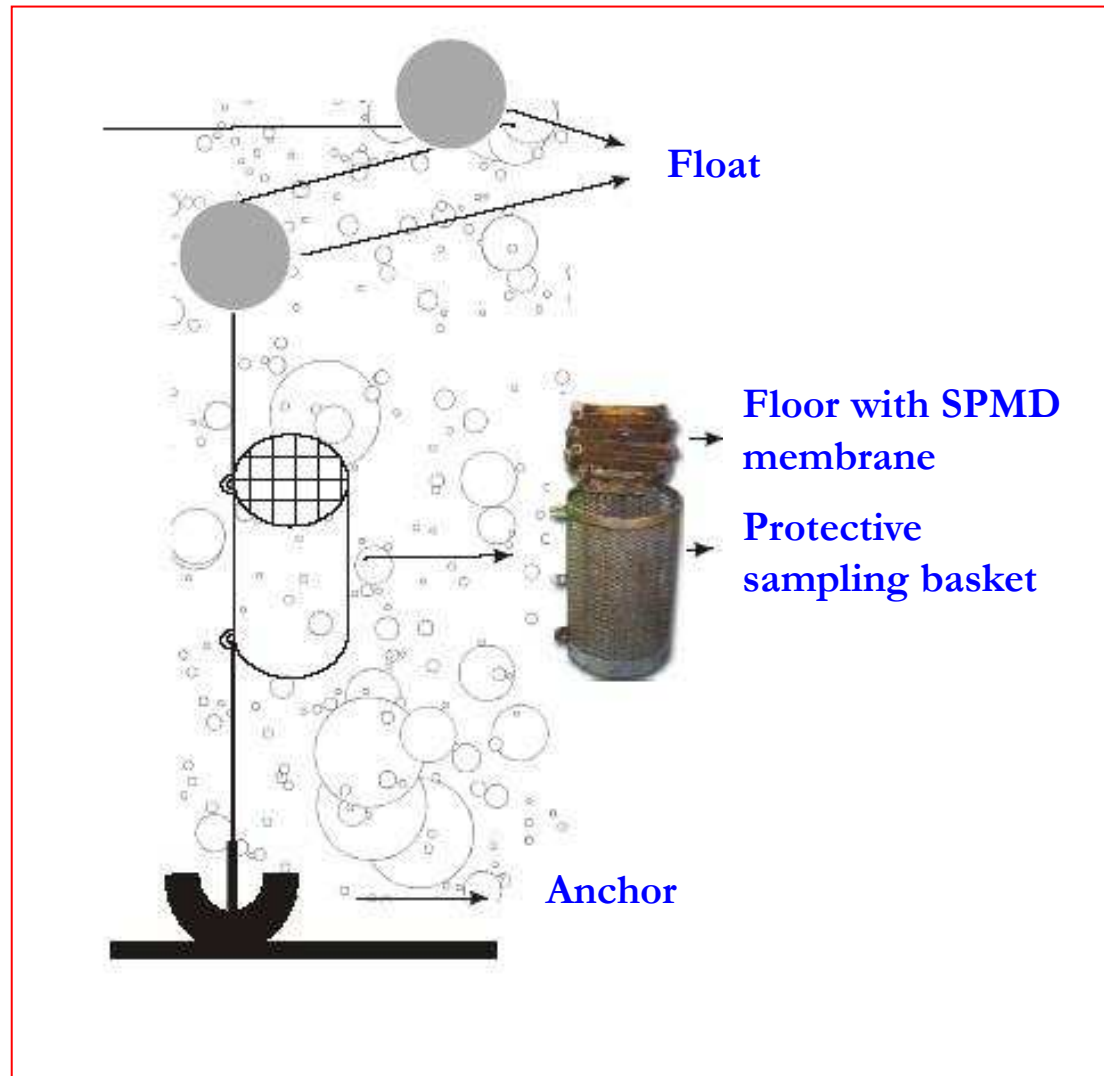 Float
Floor with SPMD
membrane
Protective
sampling basket
Anchor